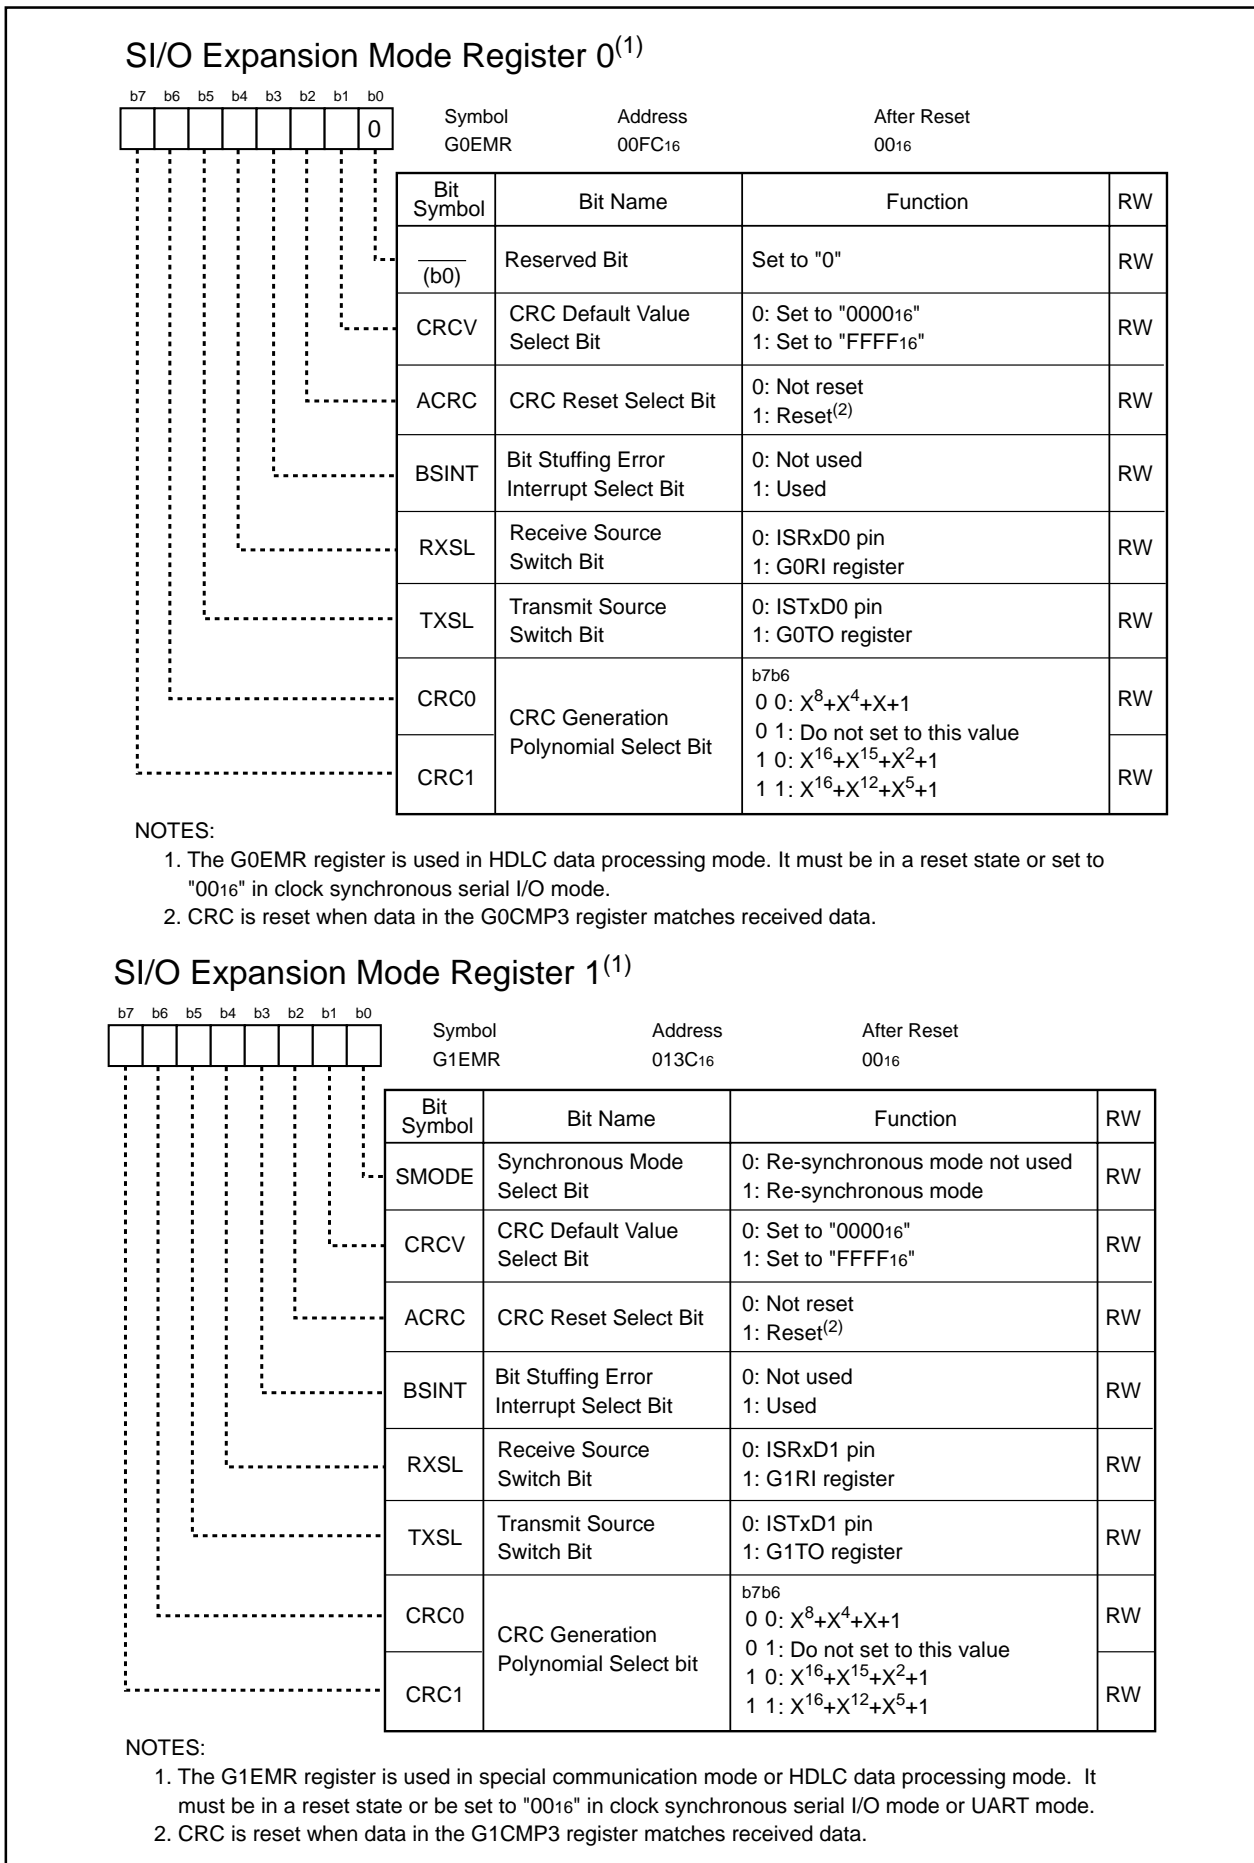 SI/O Expansion Mode Register 0(1)
b7 b6 b5 b4 b3 b2 b1 b0
0
Symbol Address After Reset
G0EMR 00FC16 0016
Bit Symbol Bit Name Function RW
(b0) Reserved Bit Set to "0" RW
CRCV CRC Default Value Select Bit 0: Set to "000016" RW
1: Set to "FFFF16"
ACRC CRC Reset Select Bit 0: Not reset RW
1: Reset(2)
BSINT Bit Stuffing Error Interrupt Select Bit 0: Not used RW
1: Used
RXSL Receive Source Switch Bit 0: ISRxD0 pin RW
1: G0RI register
TXSL Transmit Source Switch Bit 0: ISTxD0 pin RW
1: G0TO register
CRC0 CRC Generation Polynomial Select Bit b7b6 RW
0 0: X8+X4+X+1
0 1: Do not set to this value
CRC1 1 0: X16+X15+X2+1 RW
1 1: X16+X12+X5+1
NOTES:
1. The G0EMR register is used in HDLC data processing mode. It must be in a reset state or set to
"0016" in clock synchronous serial I/O mode.
2. CRC is reset when data in the G0CMP3 register matches received data.
SI/O Expansion Mode Register 1(1)
b7 b6 b5 b4 b3 b2 b1 b0
Symbol Address After Reset
G1EMR 013C16 0016
Bit Symbol Bit Name Function RW
SMODE Synchronous Mode Select Bit 0: Re-synchronous mode not used RW
1: Re-synchronous mode
CRCV CRC Default Value Select Bit 0: Set to "000016" RW
1: Set to "FFFF16"
ACRC CRC Reset Select Bit 0: Not reset RW
1: Reset(2)
BSINT Bit Stuffing Error Interrupt Select Bit 0: Not used RW
1: Used
RXSL Receive Source Switch Bit 0: ISRxD1 pin RW
1: G1RI register
TXSL Transmit Source Switch Bit 0: ISTxD1 pin RW
1: G1TO register
CRC0 CRC Generation Polynomial Select bit b7b6 RW
0 0: X8+X4+X+1
0 1: Do not set to this value
CRC1 1 0: X16+X15+X2+1 RW
1 1: X16+X12+X5+1
NOTES:
1. The G1EMR register is used in special communication mode or HDLC data processing mode. It
must be in a reset state or be set to "0016" in clock synchronous serial I/O mode or UART mode.
2. CRC is reset when data in the G1CMP3 register matches received data.